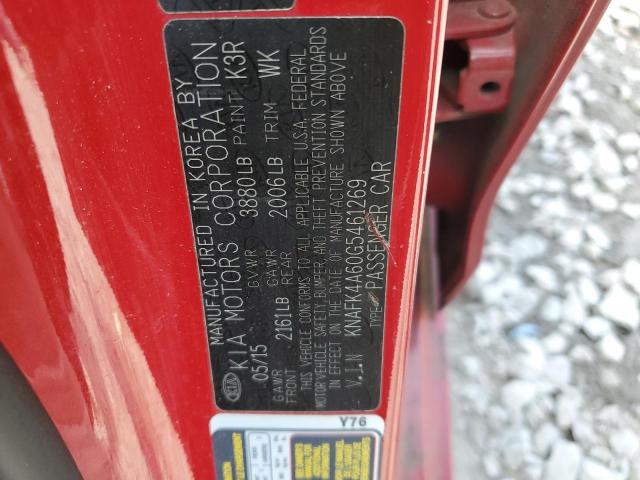 MANUFACTURED IN KOREA BY
KIA KIA MOTORS CORPORATION
05/15 GVWR 3880LB PAINT K3R
GAWR FRONT 2161LB GAWR REAR 2006LB TRIM WK
THIS VEHICLE CONFORMS TO ALL APPLICABLE U.S.A. FEDERAL
MOTOR VEHICLE SAFETY BUMPER, AND THEFT PREVENTION STANDARDS
IN EFFECT ON THE DATE OF MANUFACTURE SHOWN ABOVE
V.I.N KNAFK4A60G5461269
TYPE: PASSENGER CAR
Y76